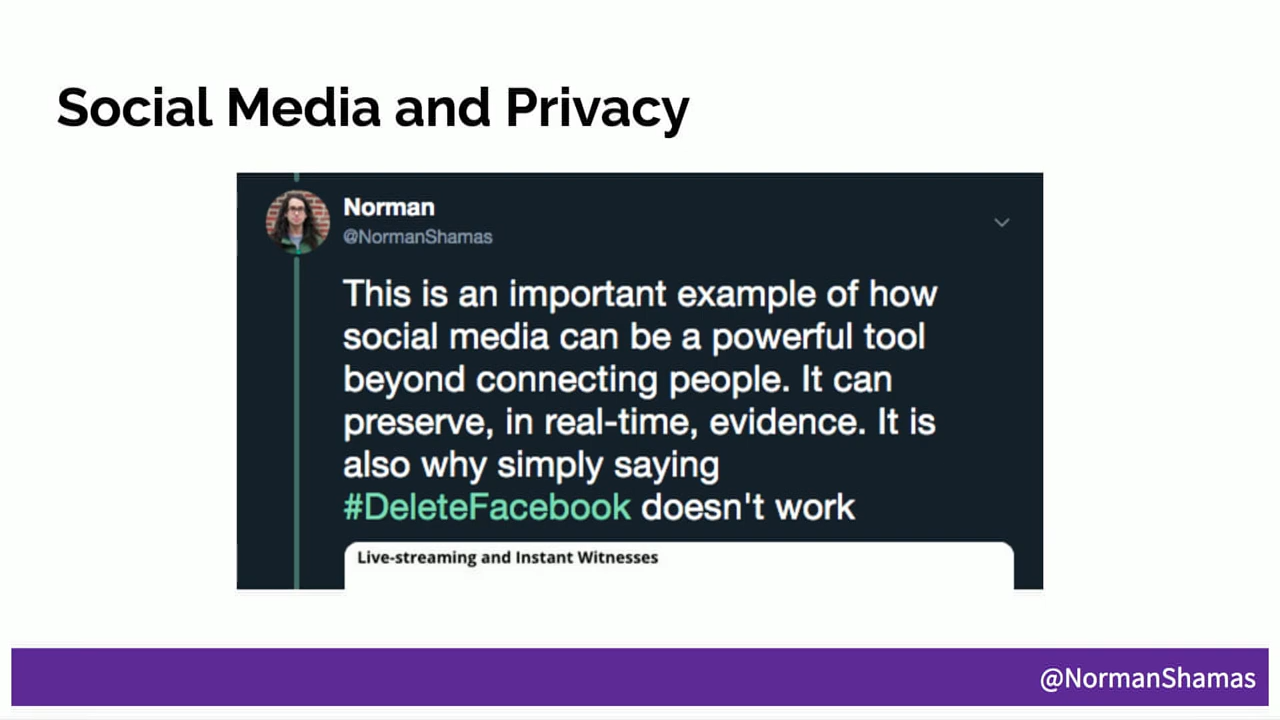 Social Media and Privacy
Norman
@NormanShamas
This is an important example of how
social media can be a powerful tool
beyond connecting people. It can
preserve, in real-time, evidence. It is
also why simply saying
#DeleteFacebook doesn't work
Live-streaming and Instant Witnesses
@NormanShamas